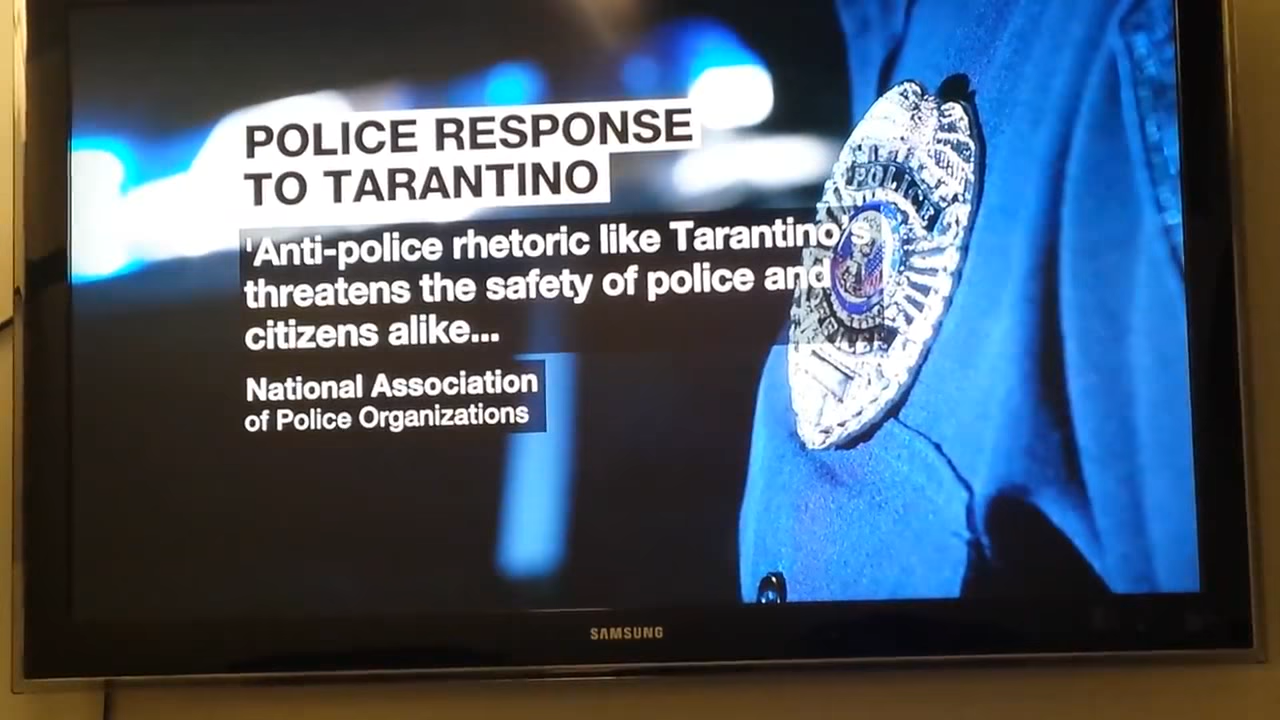 POLICE RESPONSE
TO TARANTINO
'Anti-police rhetoric like Tarantino's
threatens the safety of police and
citizens alike...
National Association
of Police Organizations
POLICE
SAMSUNG